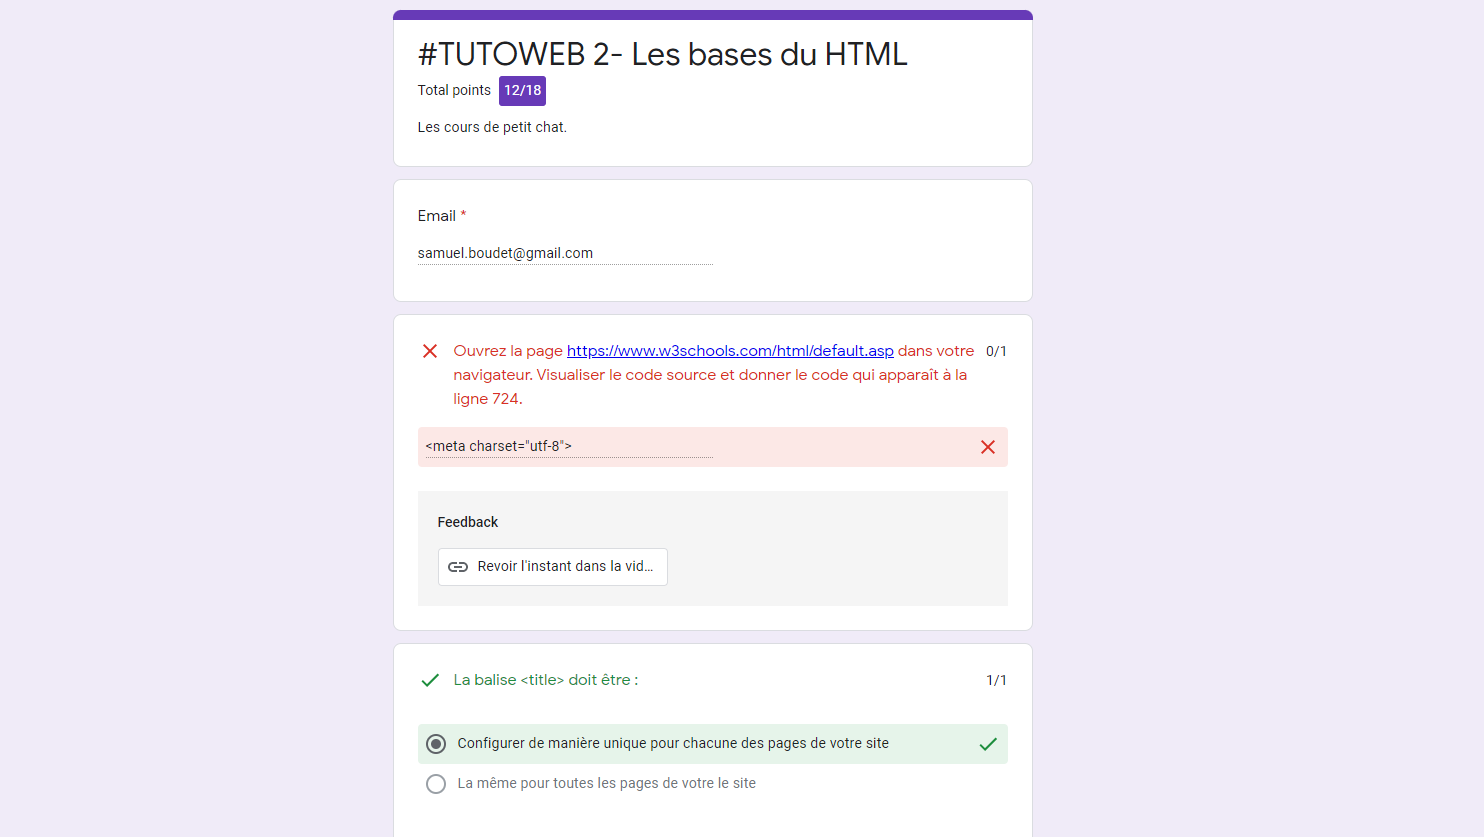 #TUTOWEB 2- Les bases du HTML
Total points 12/18
Les cours de petit chat.
Email *
samuel.boudet@gmail.com
Ouvrez la page https://www.w3schools.com/html/default.asp dans votre 0/1
navigateur. Visualiser le code source et donner le code qui apparaît à la
ligne 724.
<meta charset="utf-8">
Feedback
Revoir l'instant dans la vid...
La balise <title> doit être : 1/1
Configurer de manière unique pour chacune des pages de votre site
La même pour toutes les pages de votre le site